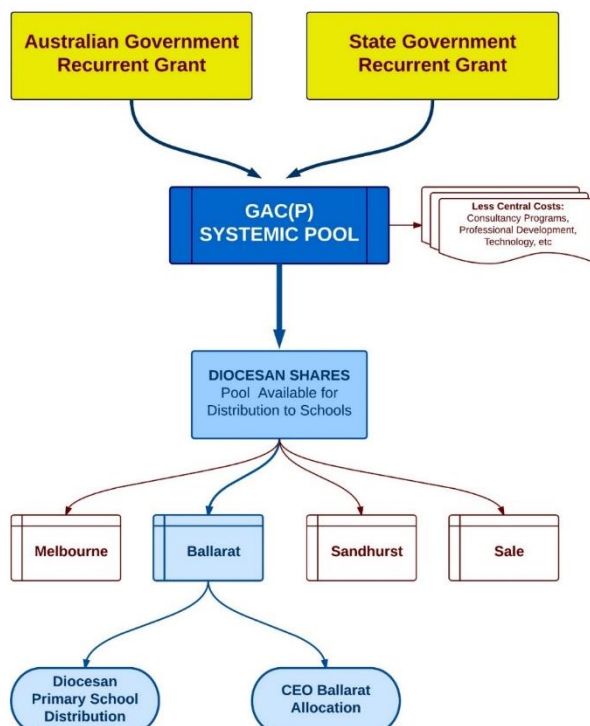 Australian Government
Recurrent Grant
State Government
Recurrent Grant
GAC(P)
SYSTEMIC POOL
Less Central Costs:
Consultancy Programs,
Professional Development,
Technology, etc
DIOCESAN SHARES
Pool Available for
Distribution to Schools
Melbourne
Ballarat
Sandhurst
Sale
Diocesan
Primary School
Distribution
CEO Ballarat
Allocation